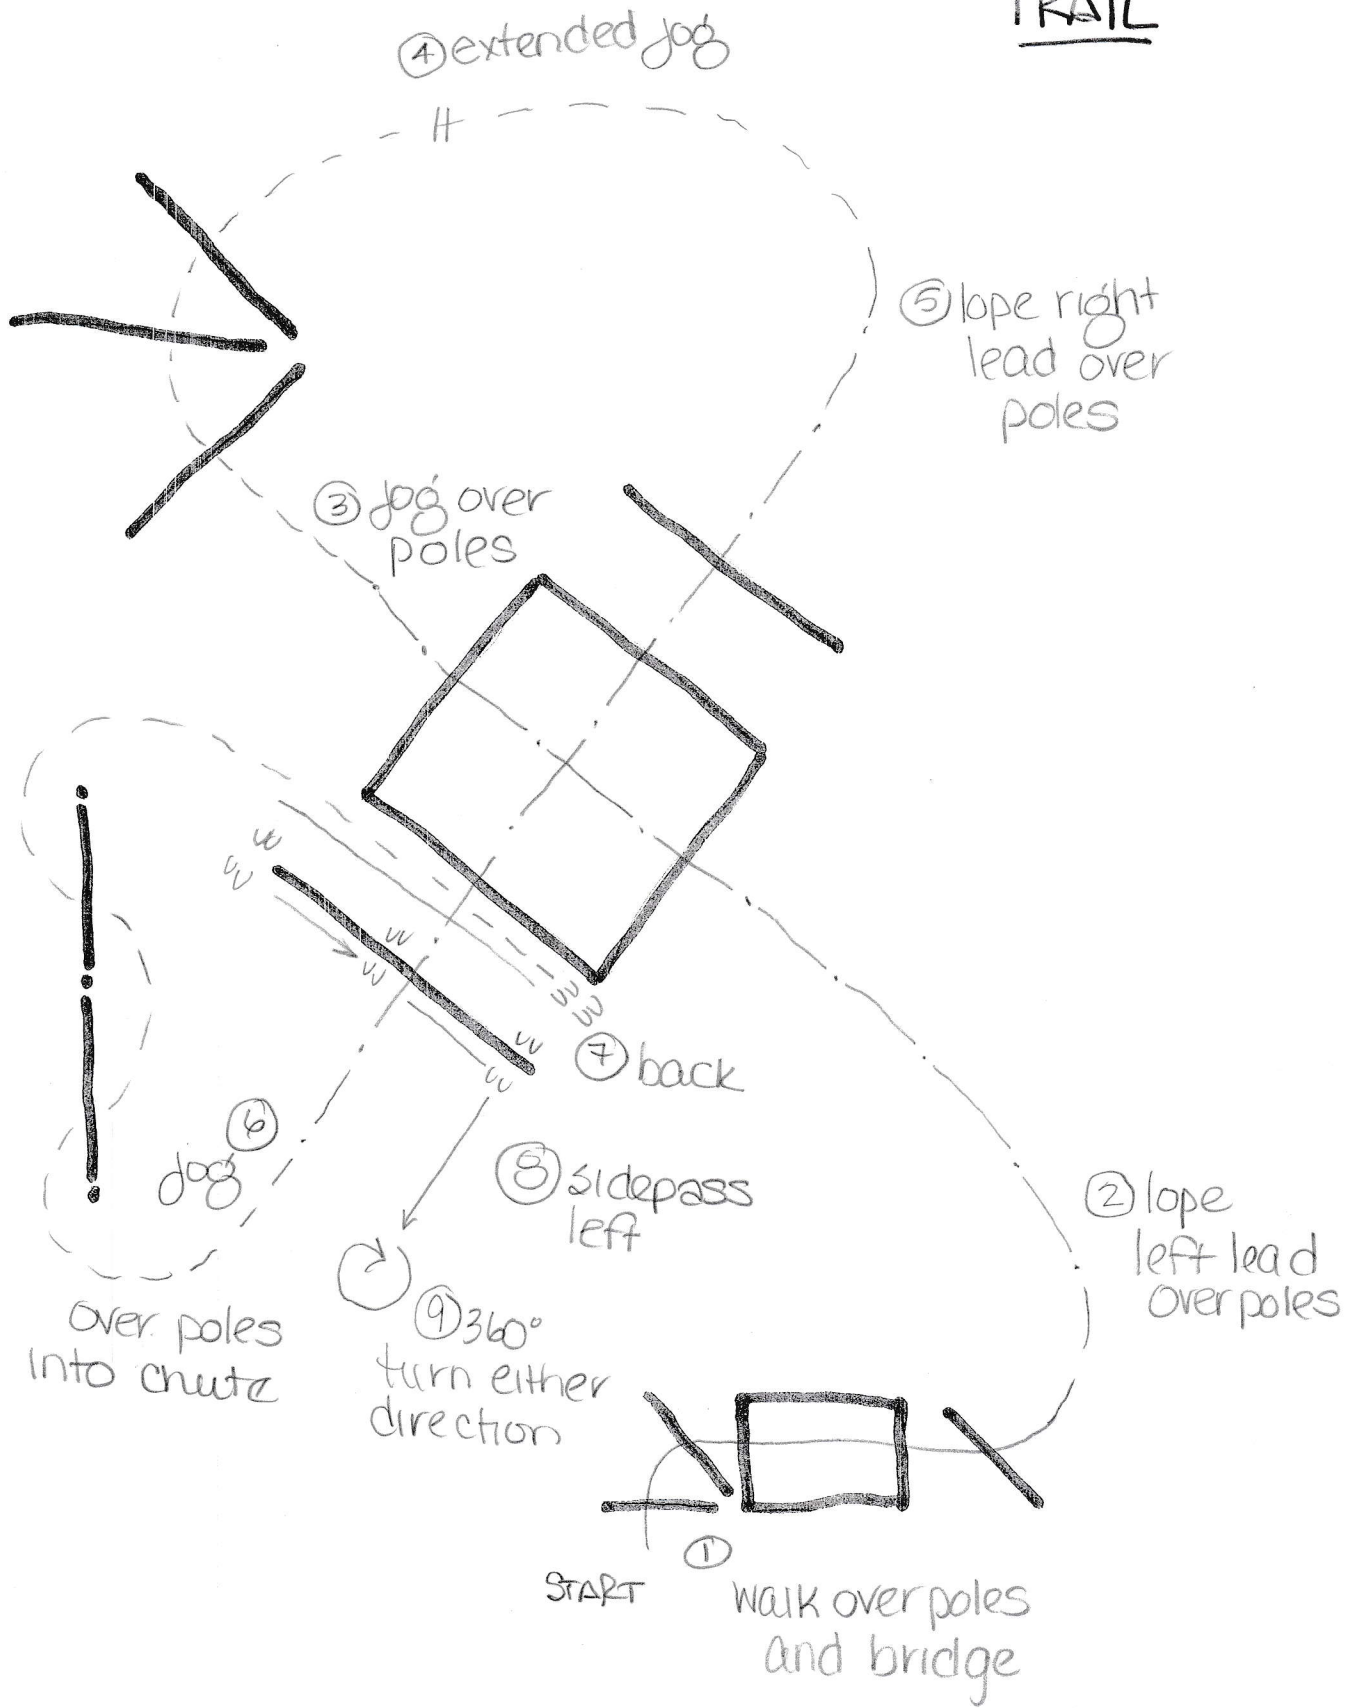 TRAIL
④ extended jog
⑤ lope right
lead over
poles
③ jog over
poles
⑦ back
⑥
jog
over poles
into chute
⑧ sidepass
left
② lope
left lead
over poles
⑨ 360°
turn either
direction
①
START
walk over poles
and bridge